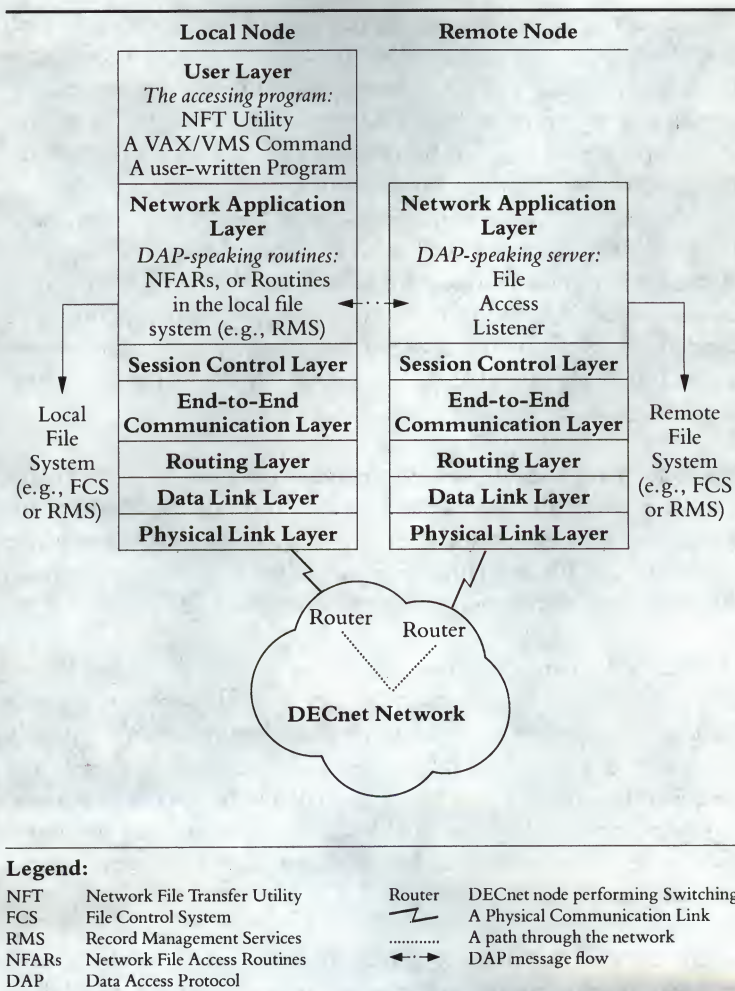 Local Node
Remote Node
User Layer
The accessing program:
NFT Utility
A VAX/VMS Command
A user-written Program
Network Application
Layer
DAP-speaking routines:
NFARs, or Routines
in the local file
system (e.g., RMS)
Network Application
Layer
DAP-speaking server:
File
Access
Listener
Session Control Layer
Session Control Layer
End-to-End
Communication Layer
End-to-End
Communication Layer
Routing Layer
Routing Layer
Data Link Layer
Data Link Layer
Physical Link Layer
Physical Link Layer
Local
File
System
(e.g., FCS
or RMS)
Remote
File
System
(e.g., FCS
or RMS)
Router
Router
DECnet Network
Legend:
NFT Network File Transfer Utility
FCS File Control System
RMS Record Management Services
NFARs Network File Access Routines
DAP Data Access Protocol
Router DECnet node performing Switching
A Physical Communication Link
A path through the network
DAP message flow